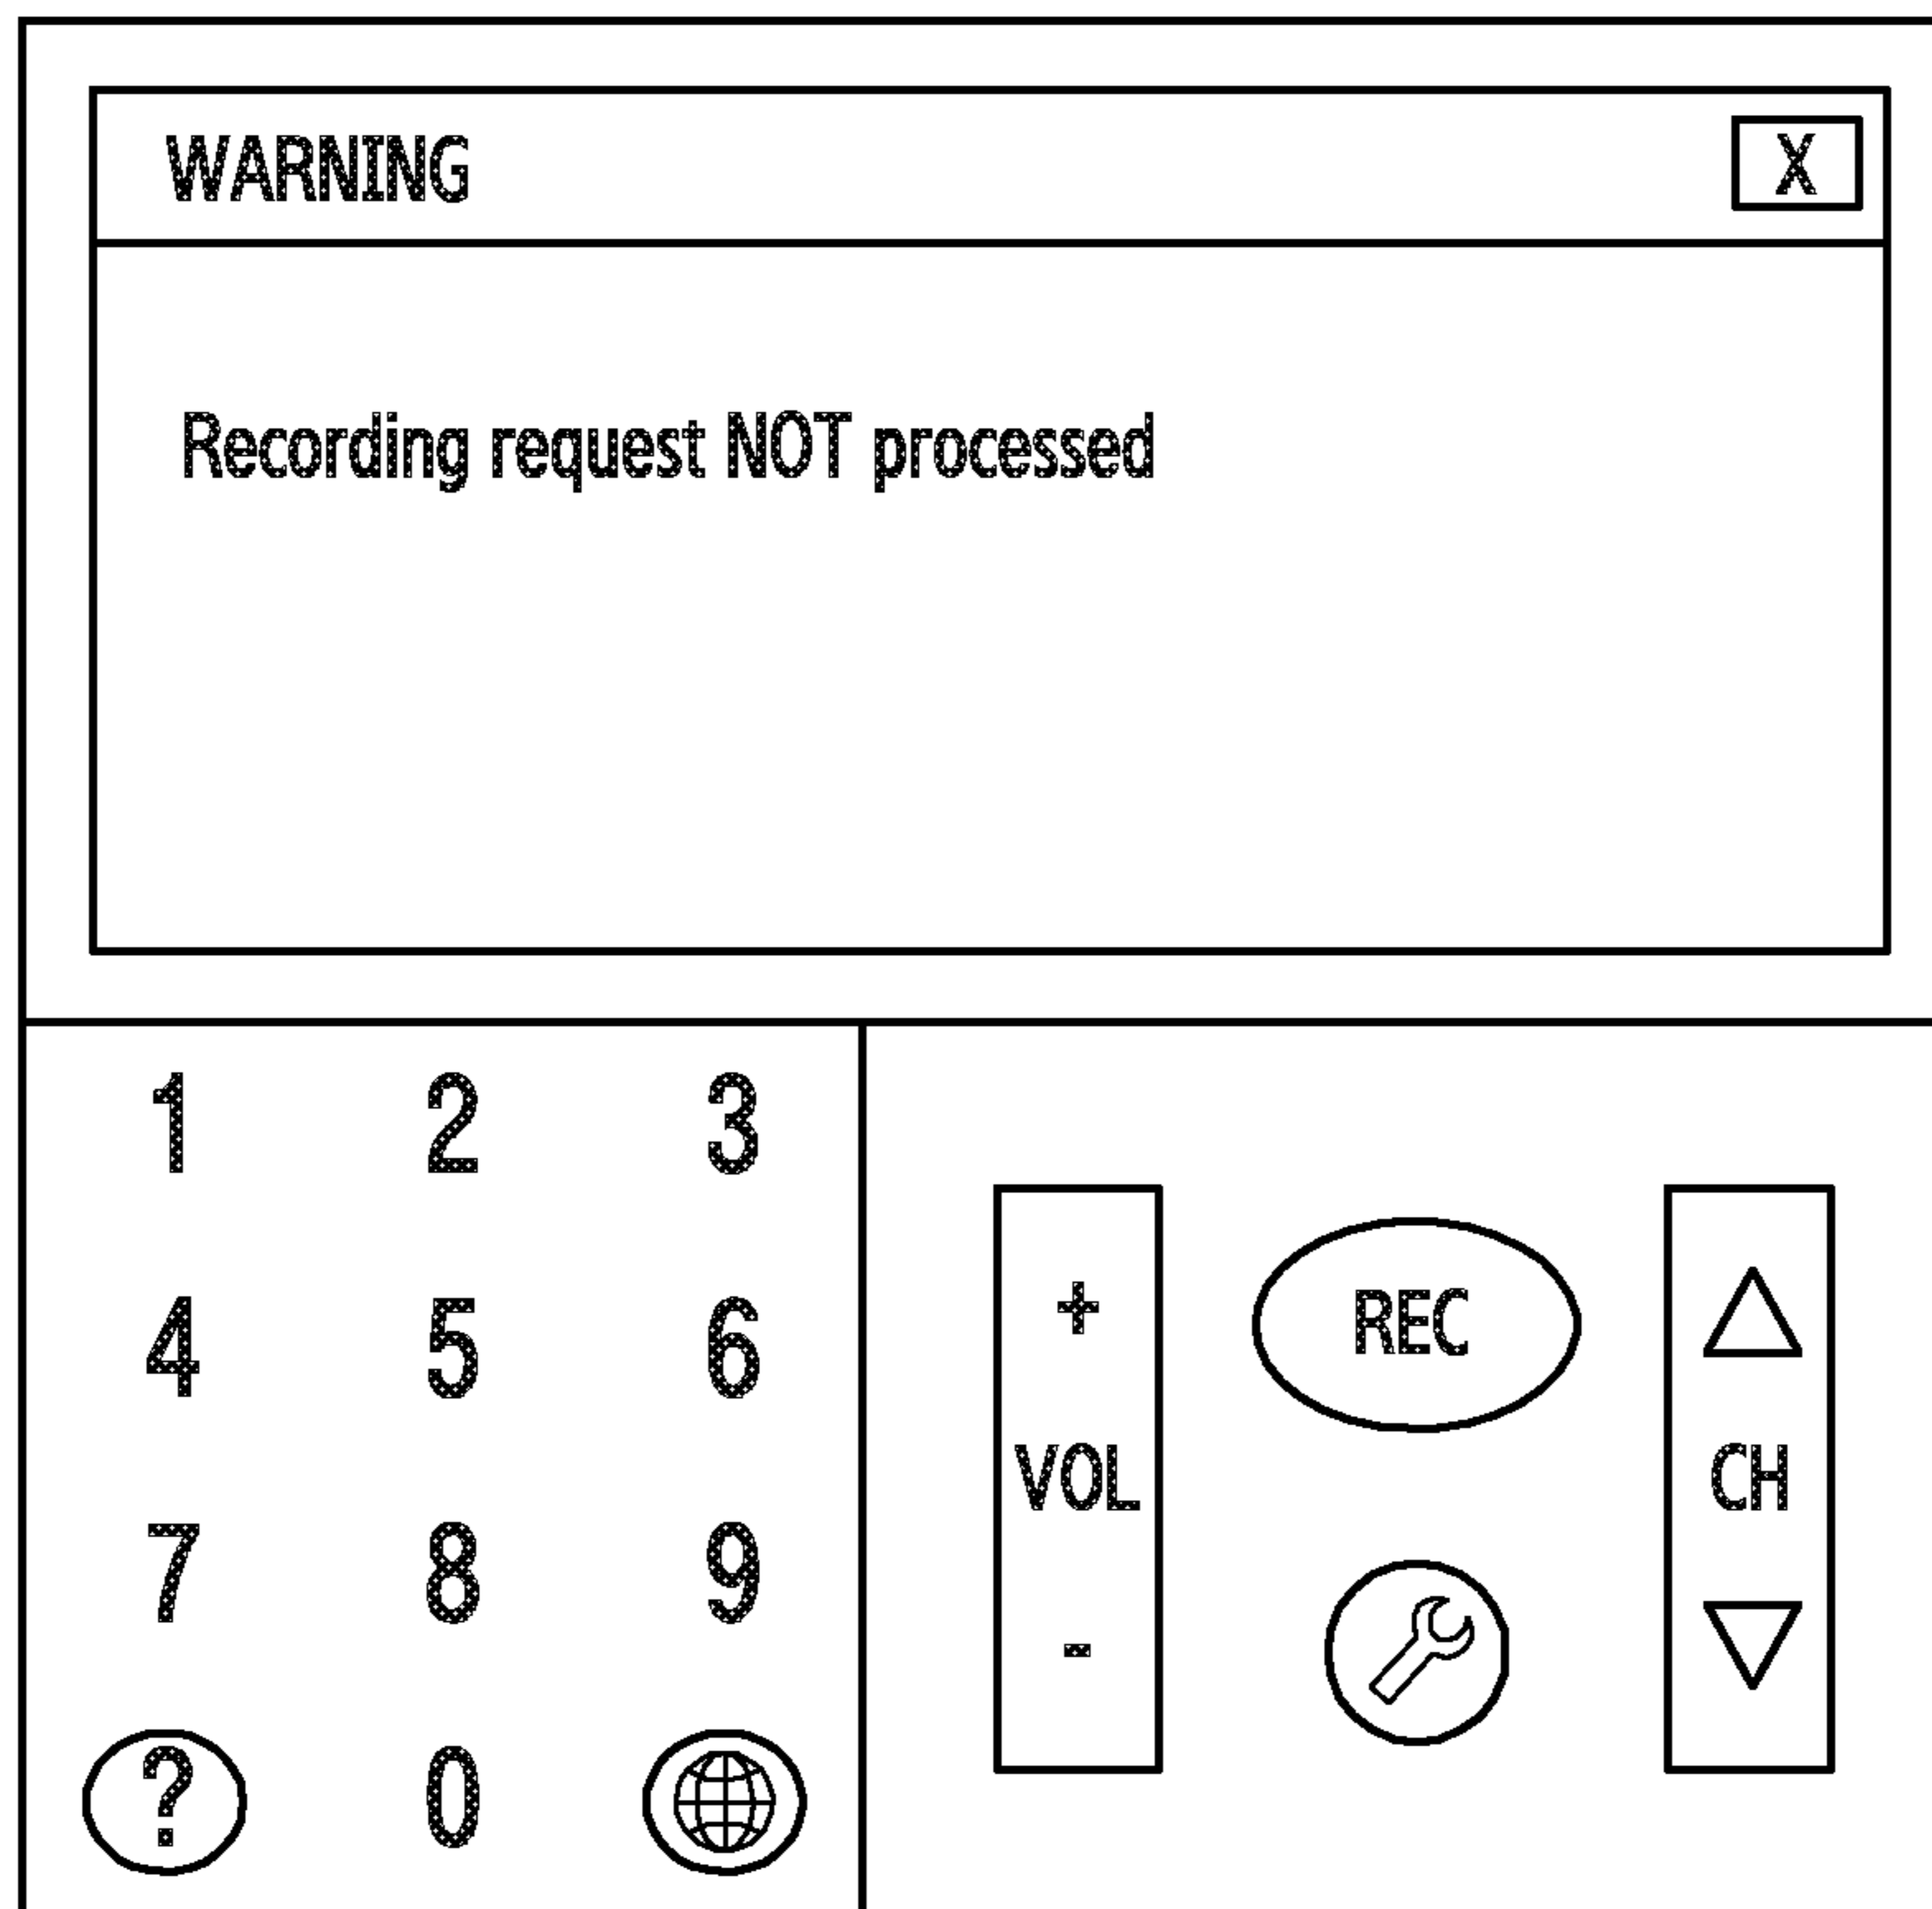 WARNING X
Recording request NOT processed
1 2 3
4 5 6
7 8 9
? 0
+
VOL
-
REC
CH